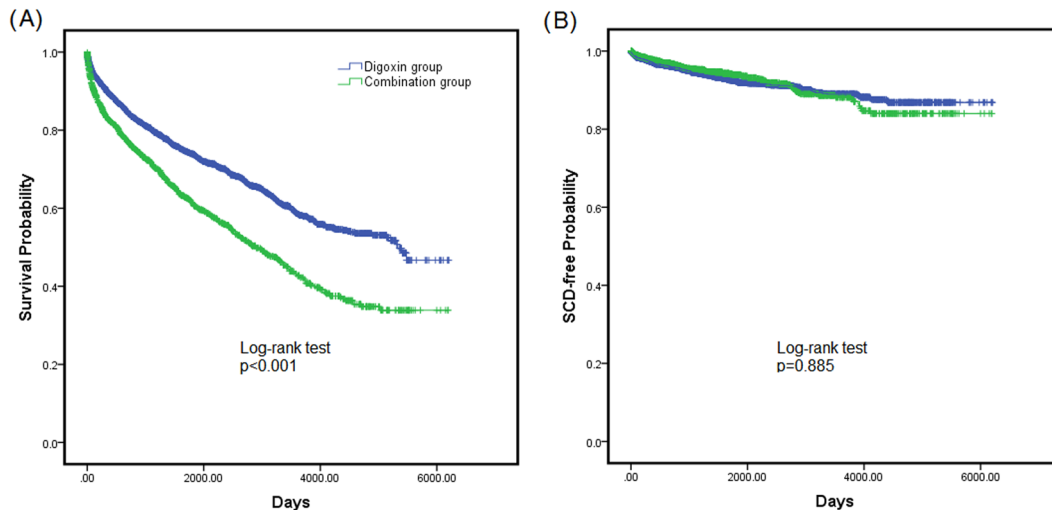 (A)
Survival Probability
1.0
0.8
0.6
0.4
0.2
0.0
Digoxin group
Combination group
Log-rank test
p<0.001
.00
2000.00
4000.00
6000.00
Days
(B)
SCD-free Probability
1.0
0.8
0.6
0.4
0.2
0.0
Log-rank test
p=0.885
.00
2000.00
4000.00
6000.00
Days